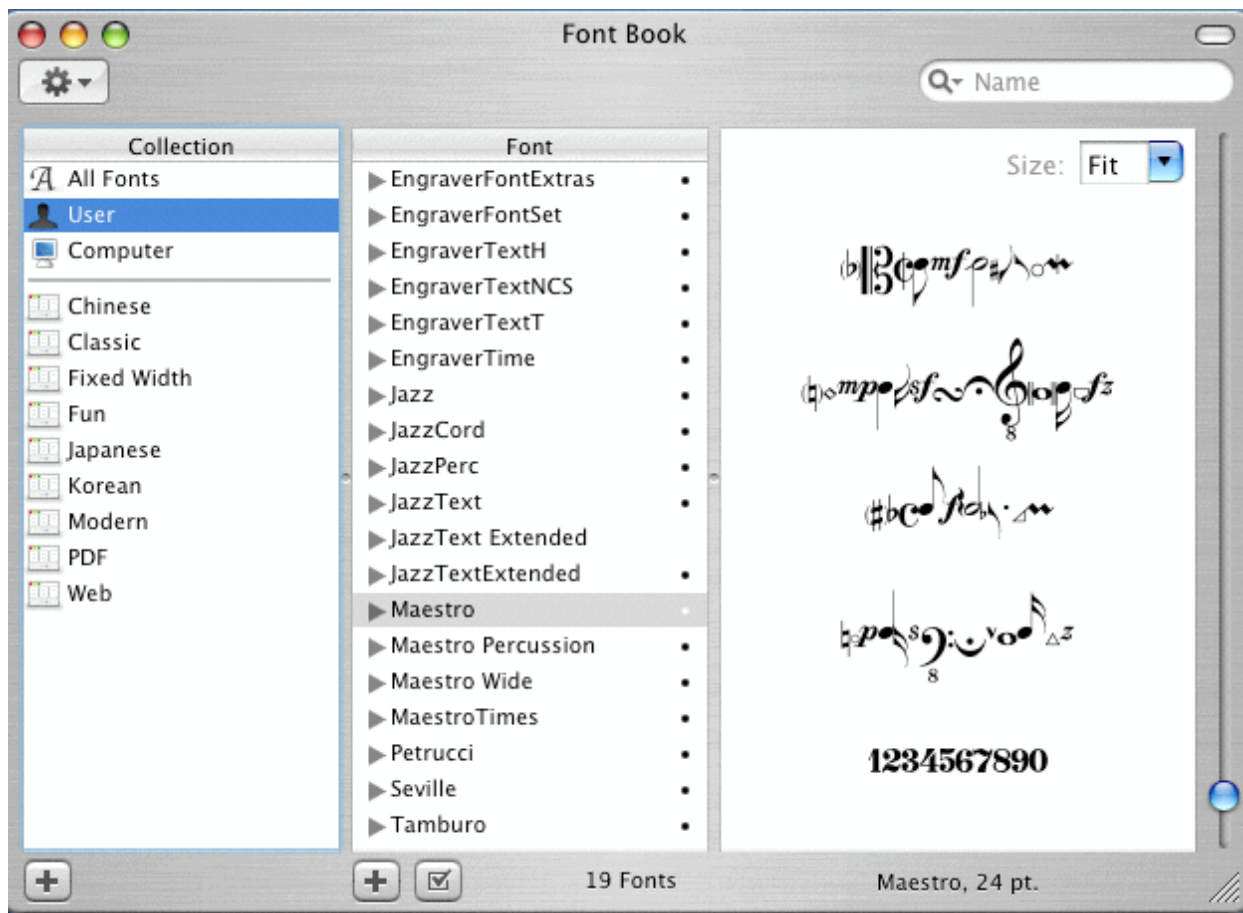 Font Book
Name
Collection
All Fonts
User
Computer
Chinese
Classic
Fixed Width
Fun
Japanese
Korean
Modern
PDF
Web
Font
EngraverFontExtras
EngraverFontSet
EngraverTextH
EngraverTextNCS
EngraverTextT
EngraverTime
Jazz
JazzCord
JazzPerc
JazzText
JazzText Extended
JazzTextExtended
Maestro
Maestro Percussion
Maestro Wide
MaestroTimes
Petrucci
Seville
Tamburo
Size: Fit
1234567890
19 Fonts
Maestro, 24 pt.